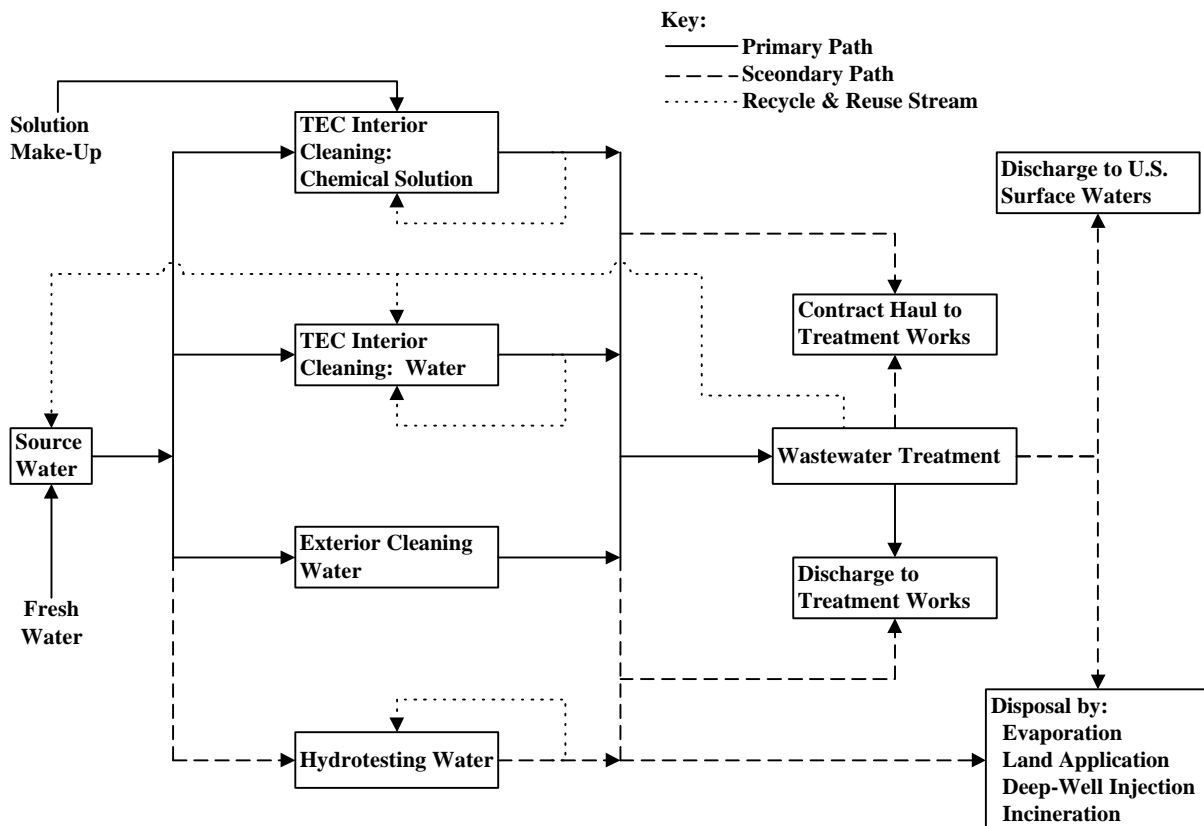 Key:
Primary Path
Sceondary Path
Recycle & Reuse Stream
Solution
Make-Up
TEC Interior
Cleaning:
Chemical Solution
Discharge to U.S.
Surface Waters
TEC Interior
Cleaning:  Water
Contract Haul to
Treatment Works
Source
Water
Wastewater Treatment
Exterior Cleaning
Water
Discharge to
Treatment Works
Fresh
Water
Hydrotesting Water
Disposal by:
Evaporation
Land Application
Deep-Well Injection
Incineration